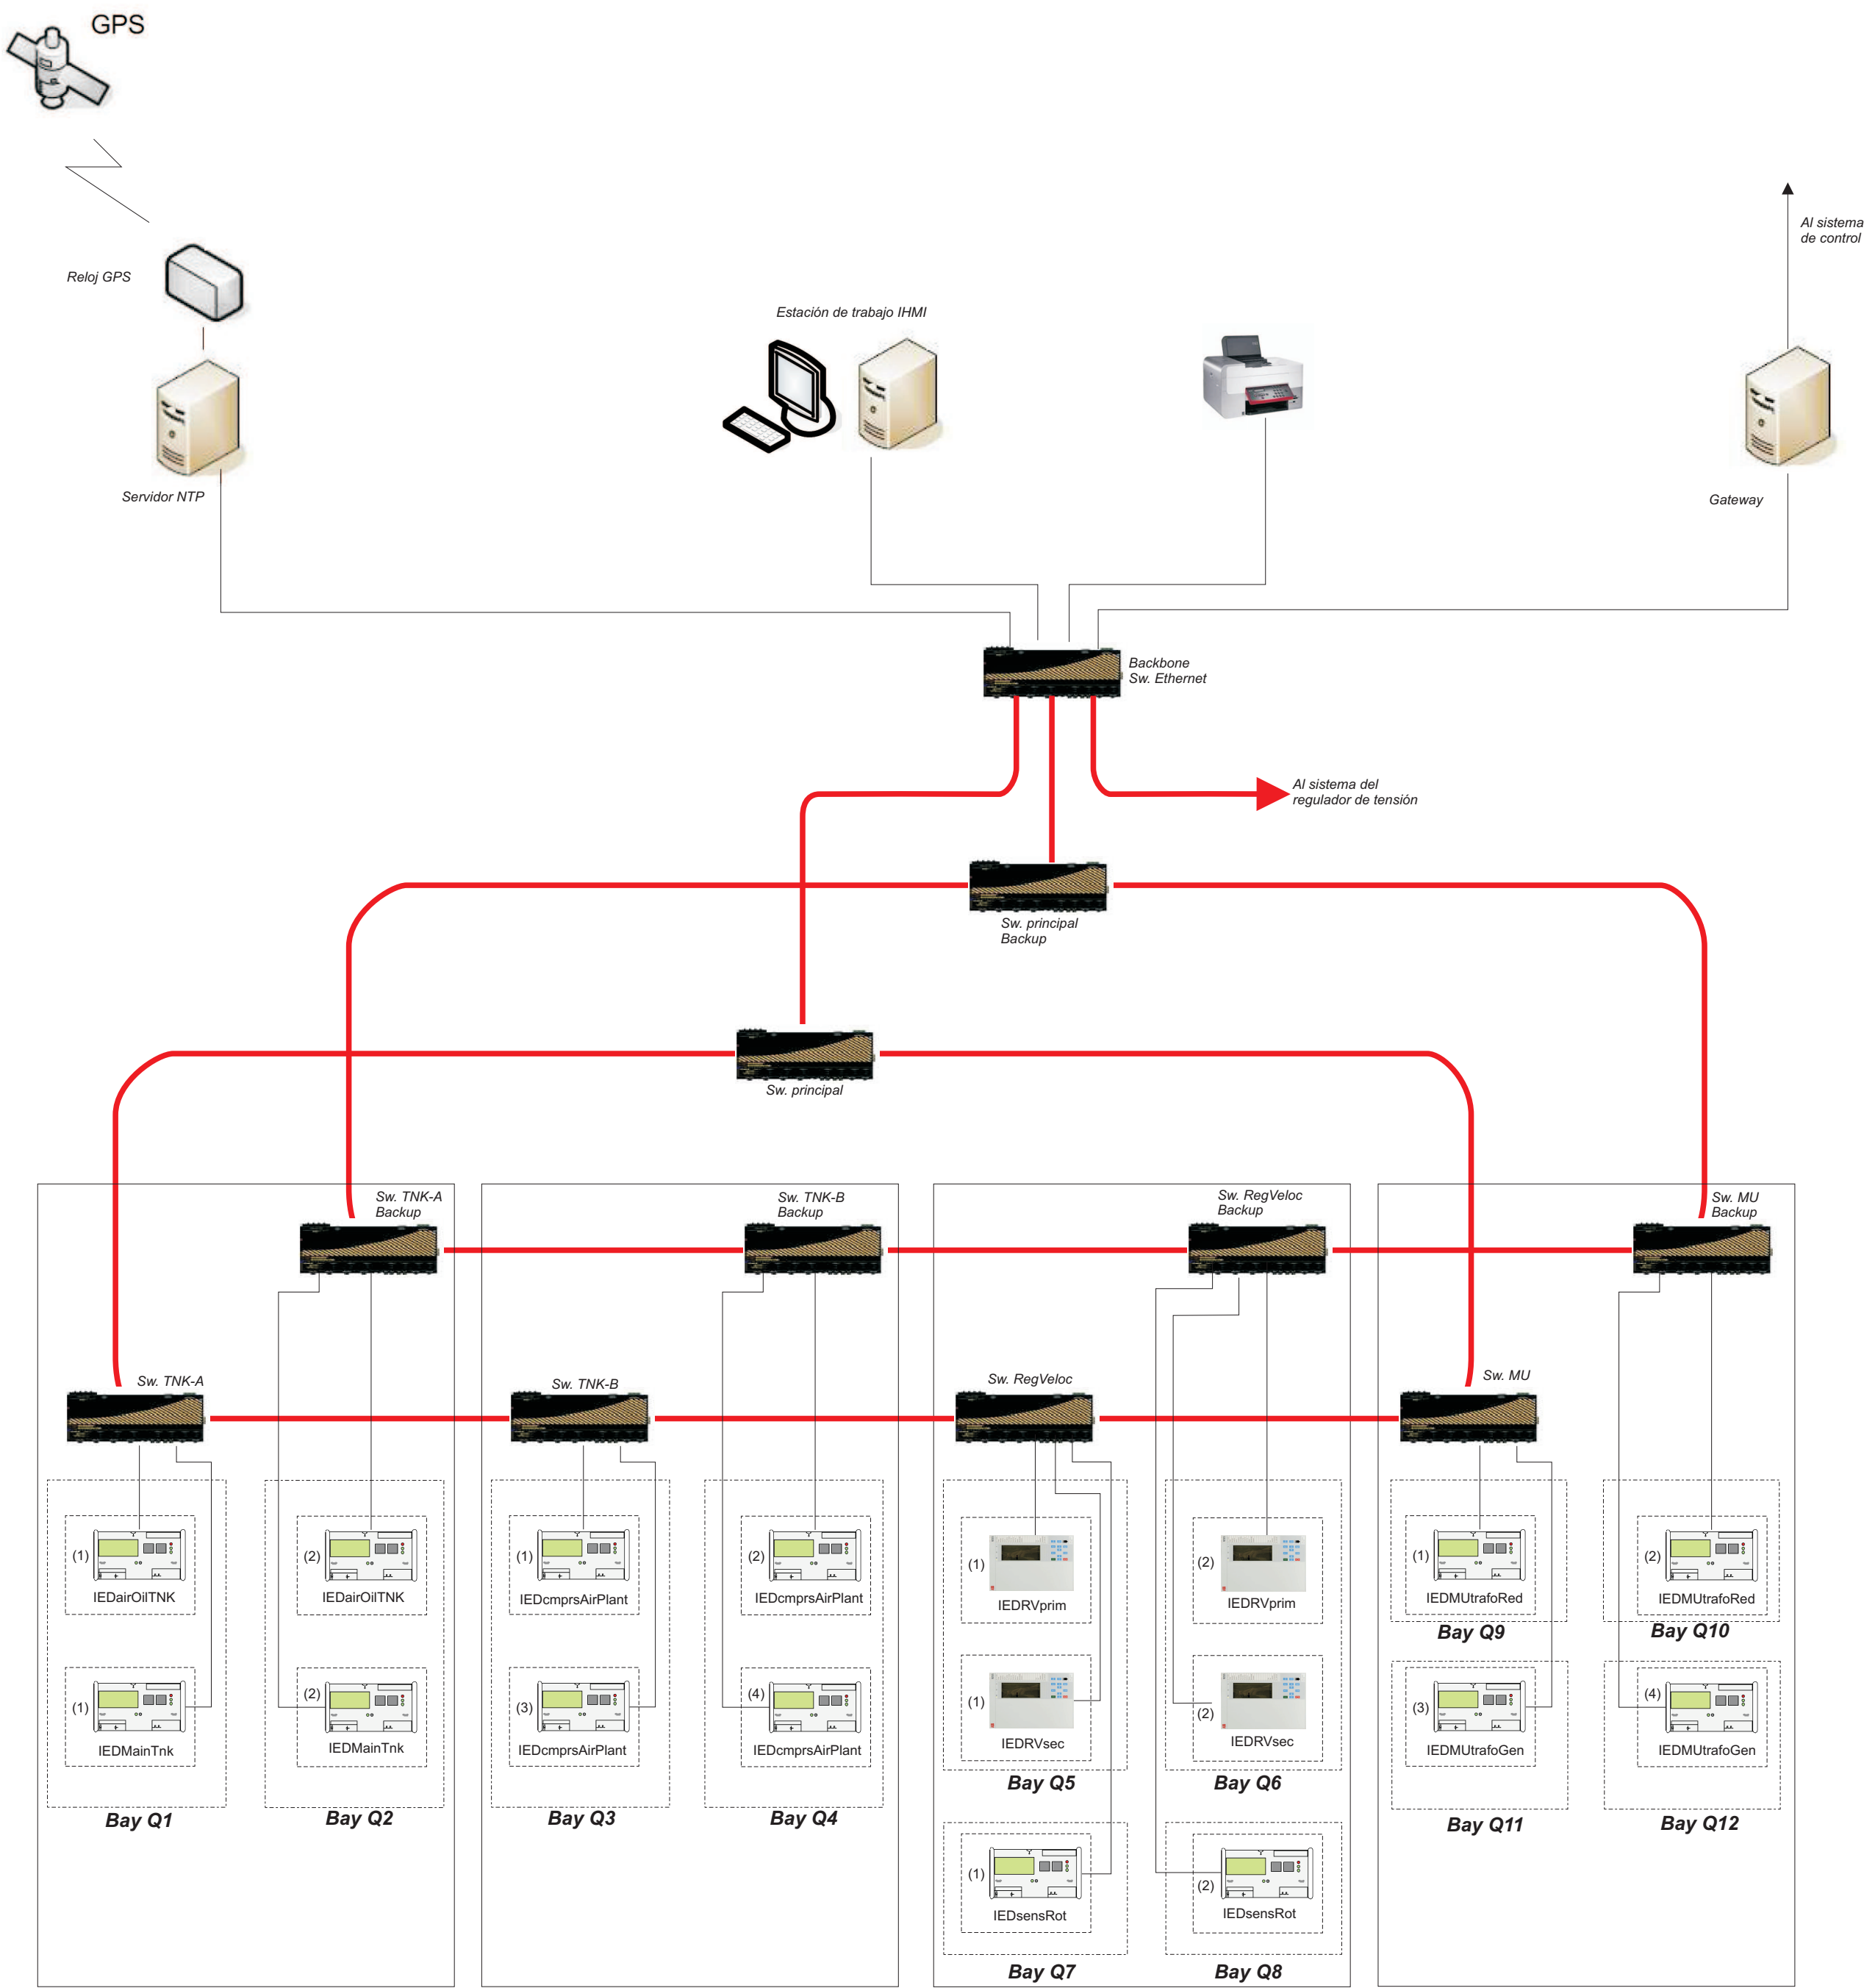 GPS
Al sistema
de control
Reloj GPS
Estación de trabajo IHMI
Servidor NTP
Gateway
Backbone
Sw. Ethernet
Al sistema del
regulador de tensión
Sw. principal
Backup
Sw. principal
Sw. TNK-A
Backup
Sw. TNK-B
Backup
Sw. RegVeloc
Backup
Sw. MU
Backup
Sw. TNK-A
Sw. TNK-B
Sw. RegVeloc
Sw. MU
(1)
IEDairOilTNK
(2)
IEDairOilTNK
(1)
IEDcmprsAirPlant
(2)
IEDcmprsAirPlant
(1)
IEDRVprim
(2)
IEDRVprim
(1)
IEDMUtrafoRed
(2)
IEDMUtrafoRed
Bay Q9
Bay Q10
(1)
IEDMainTnk
(2)
IEDMainTnk
(3)
IEDcmprsAirPlant
(4)
IEDcmprsAirPlant
(1)
IEDRVsec
(2)
IEDRVsec
(3)
IEDMUtrafoGen
(4)
IEDMUtrafoGen
Bay Q1
Bay Q2
Bay Q3
Bay Q4
Bay Q5
Bay Q6
Bay Q11
Bay Q12
(1)
IEDsensRot
(2)
IEDsensRot
Bay Q7
Bay Q8